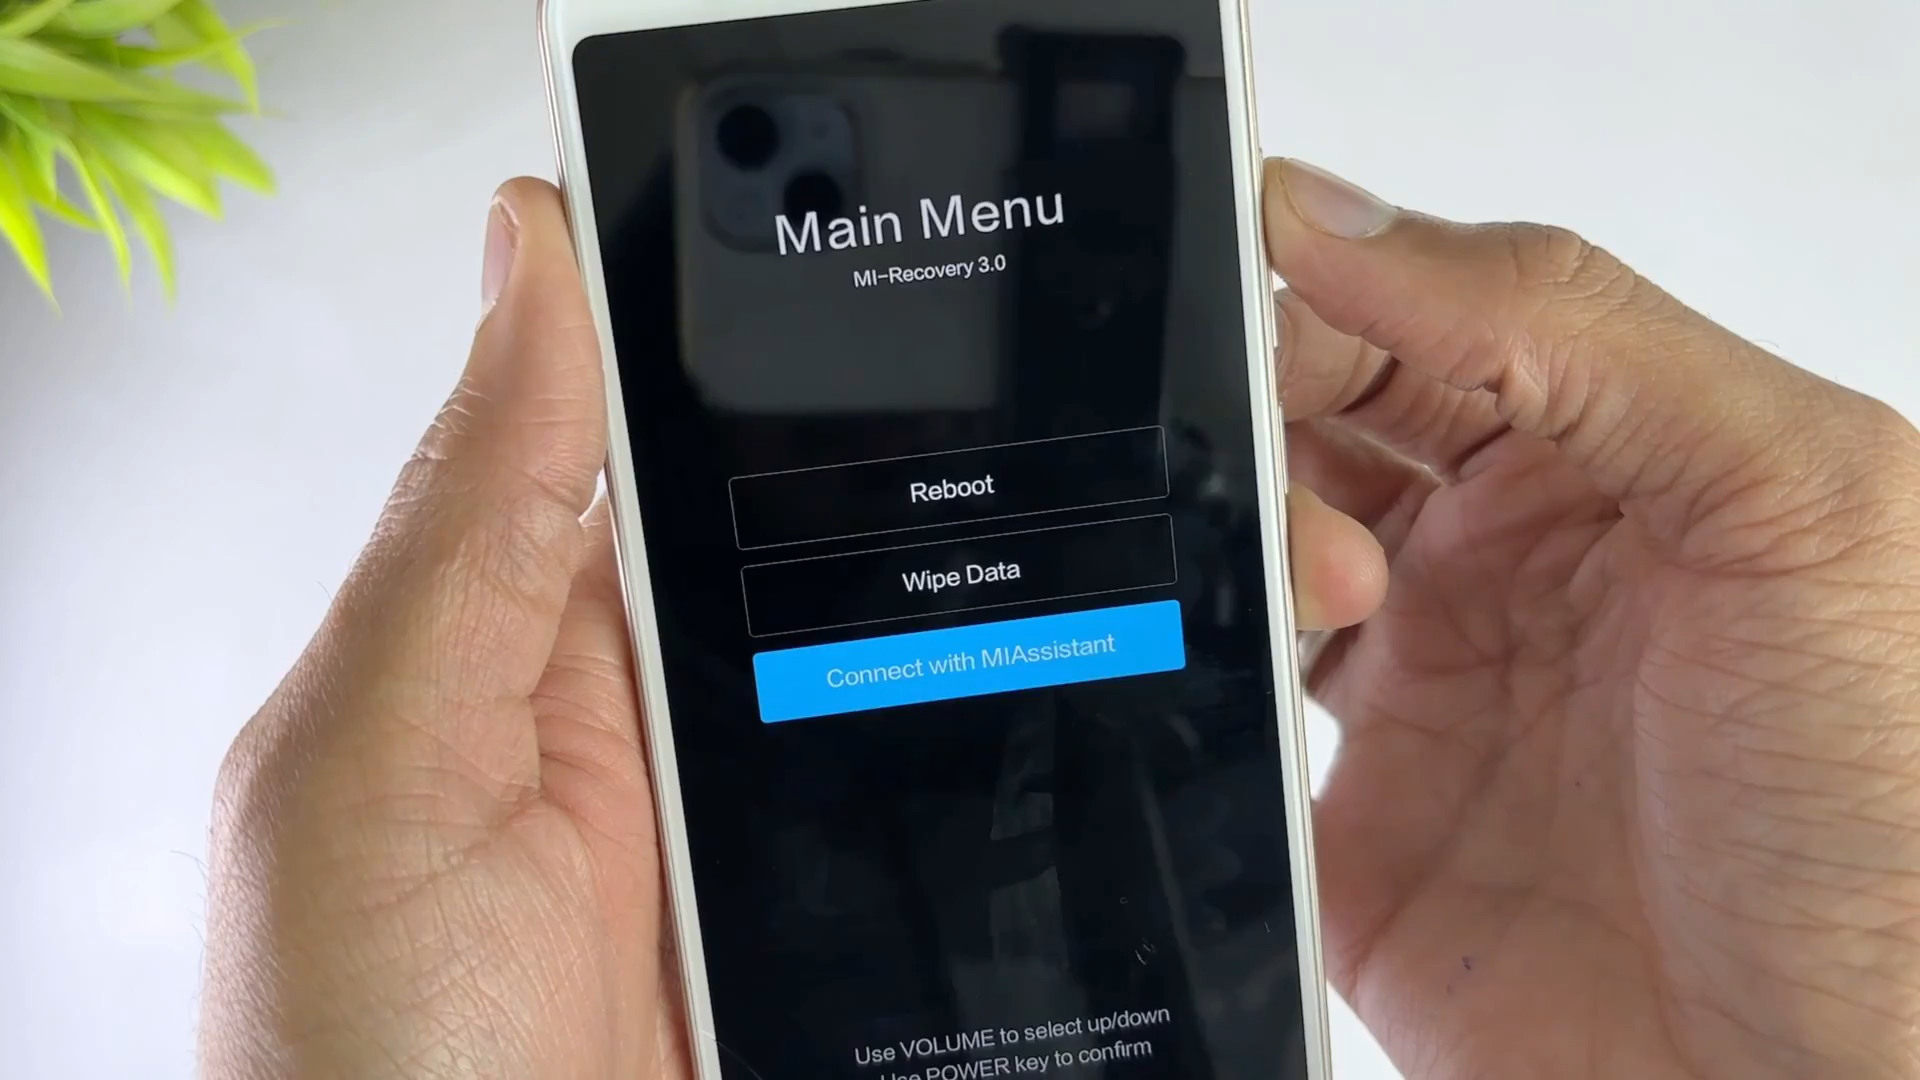 Main Menu
MI-Recovery 3.0
Reboot
Wipe Data
Connect with MIAssistant
Use VOLUME to select up/down
Use POWER key to confirm